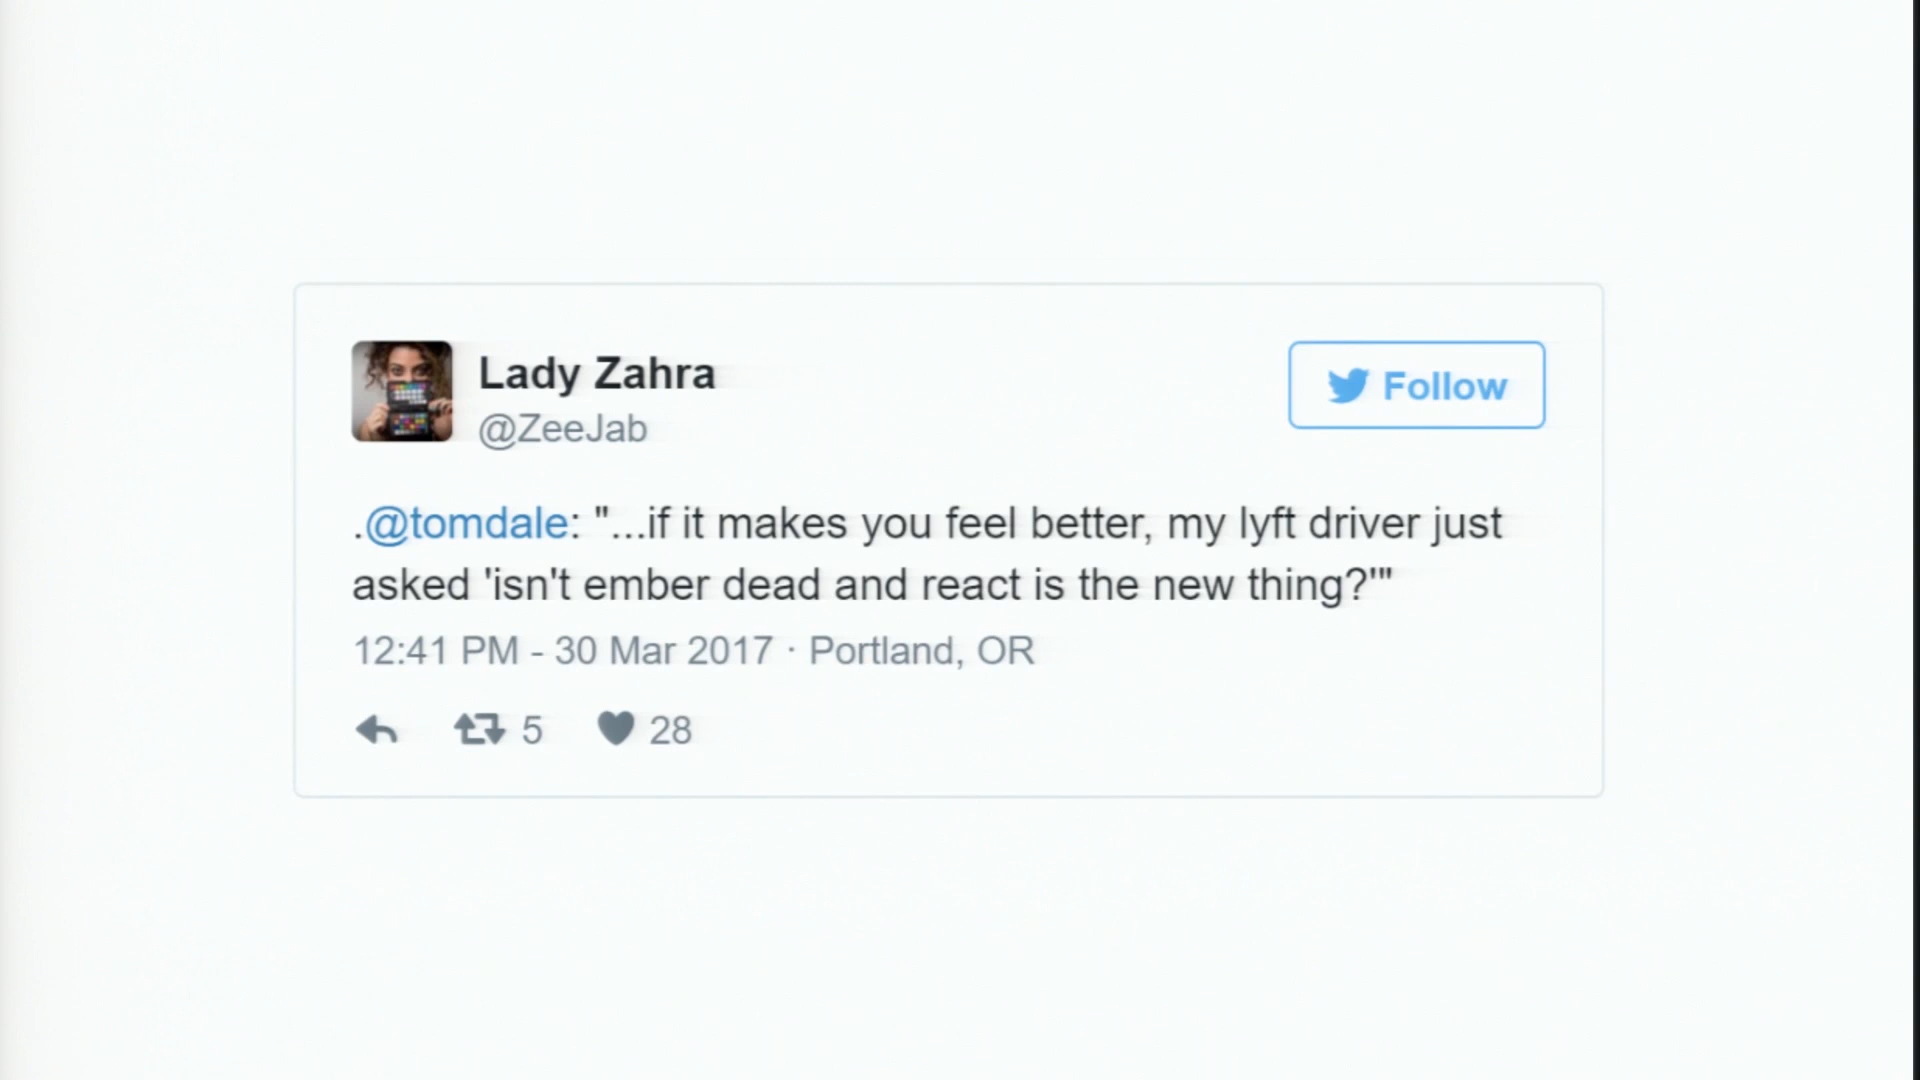 Lady Zahra
@ZeeJab
Follow
.@tomdale: "...if it makes you feel better, my lyft driver just
asked 'isn't ember dead and react is the new thing?'"
12:41 PM - 30 Mar 2017 · Portland, OR
5 28